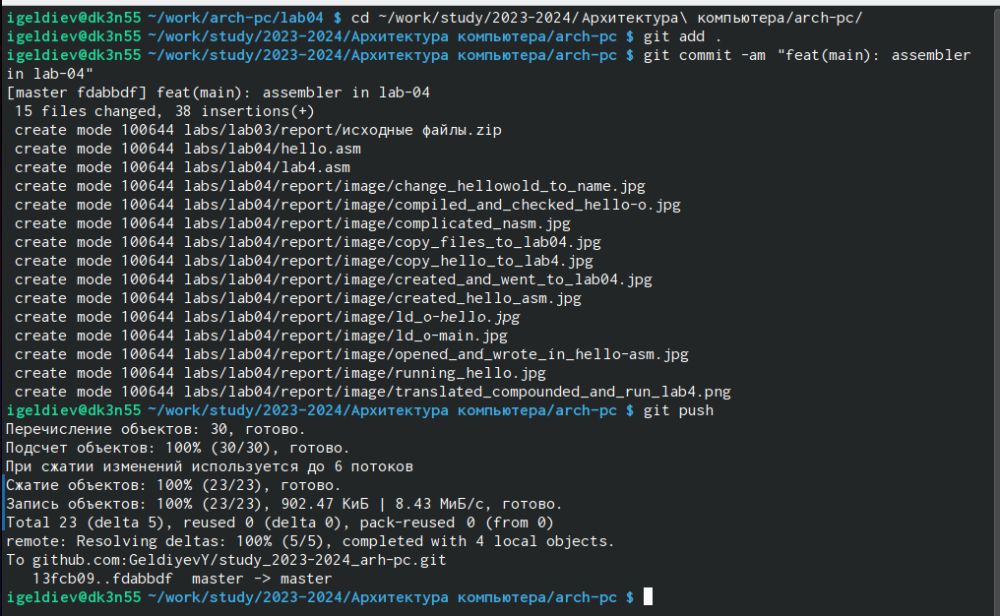 igeldiev@dk3n55 ~/work/arch-pc/lab04 $ cd ~/work/study/2023-2024/Архитектура\ компьютера/arch-pc/
igeldiev@dk3n55 ~/work/study/2023-2024/Архитектура компьютера/arch-pc $ git add .
igeldiev@dk3n55 ~/work/study/2023-2024/Архитектура компьютера/arch-pc $ git commit -am "feat(main): assembler
in lab-04"
[master fdabbdf] feat(main): assembler in lab-04
 15 files changed, 38 insertions(+)
 create mode 100644 labs/lab03/report/исходные файлы.zip
 create mode 100644 labs/lab04/hello.asm
 create mode 100644 labs/lab04/lab4.asm
 create mode 100644 labs/lab04/report/image/change_hellowold_to_name.jpg
 create mode 100644 labs/lab04/report/image/compiled_and_checked_hello-o.jpg
 create mode 100644 labs/lab04/report/image/complicated_nasm.jpg
 create mode 100644 labs/lab04/report/image/copy_files_to_lab04.jpg
 create mode 100644 labs/lab04/report/image/copy_hello_to_lab4.jpg
 create mode 100644 labs/lab04/report/image/created_and_went_to_lab04.jpg
 create mode 100644 labs/lab04/report/image/created_hello_asm.jpg
 create mode 100644 labs/lab04/report/image/ld_o-hello.jpg
 create mode 100644 labs/lab04/report/image/ld_o-main.jpg
 create mode 100644 labs/lab04/report/image/opened_and_wrote_in_hello-asm.jpg
 create mode 100644 labs/lab04/report/image/running_hello.jpg
 create mode 100644 labs/lab04/report/image/translated_compounded_and_run_lab4.png
igeldiev@dk3n55 ~/work/study/2023-2024/Архитектура компьютера/arch-pc $ git push
Перечисление объектов: 30, готово.
Подсчет объектов: 100% (30/30), готово.
При сжатии изменений используется до 6 потоков
Сжатие объектов: 100% (23/23), готово.
Запись объектов: 100% (23/23), 902.47 КиБ | 8.43 МиБ/с, готово.
Total 23 (delta 5), reused 0 (delta 0), pack-reused 0 (from 0)
remote: Resolving deltas: 100% (5/5), completed with 4 local objects.
To github.com:GeldiyevY/study_2023-2024_arh-pc.git
   13fcb09..fdabbdf  master -> master
igeldiev@dk3n55 ~/work/study/2023-2024/Архитектура компьютера/arch-pc $